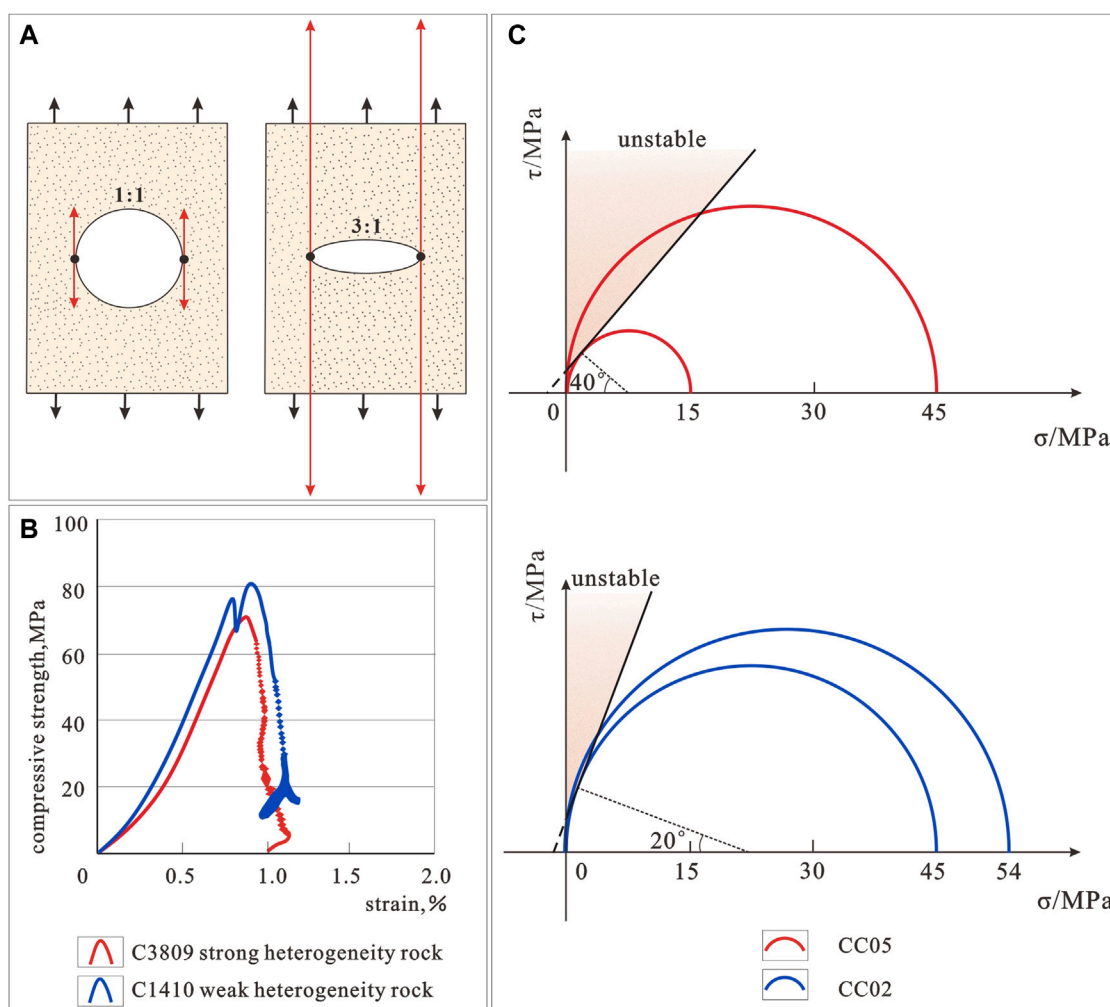 A
1:1
3:1
B
100
80
60
40
20
0
0.5
1.0
1.5
2.0
compressive strength,MPa
strain,%
C3809 strong heterogeneity rock
C1410 weak heterogeneity rock
C
τ/MPa
unstable
40°
0
15
30
45
σ/MPa
τ/MPa
unstable
20°
0
15
30
45
54
σ/MPa
CC05
CC02